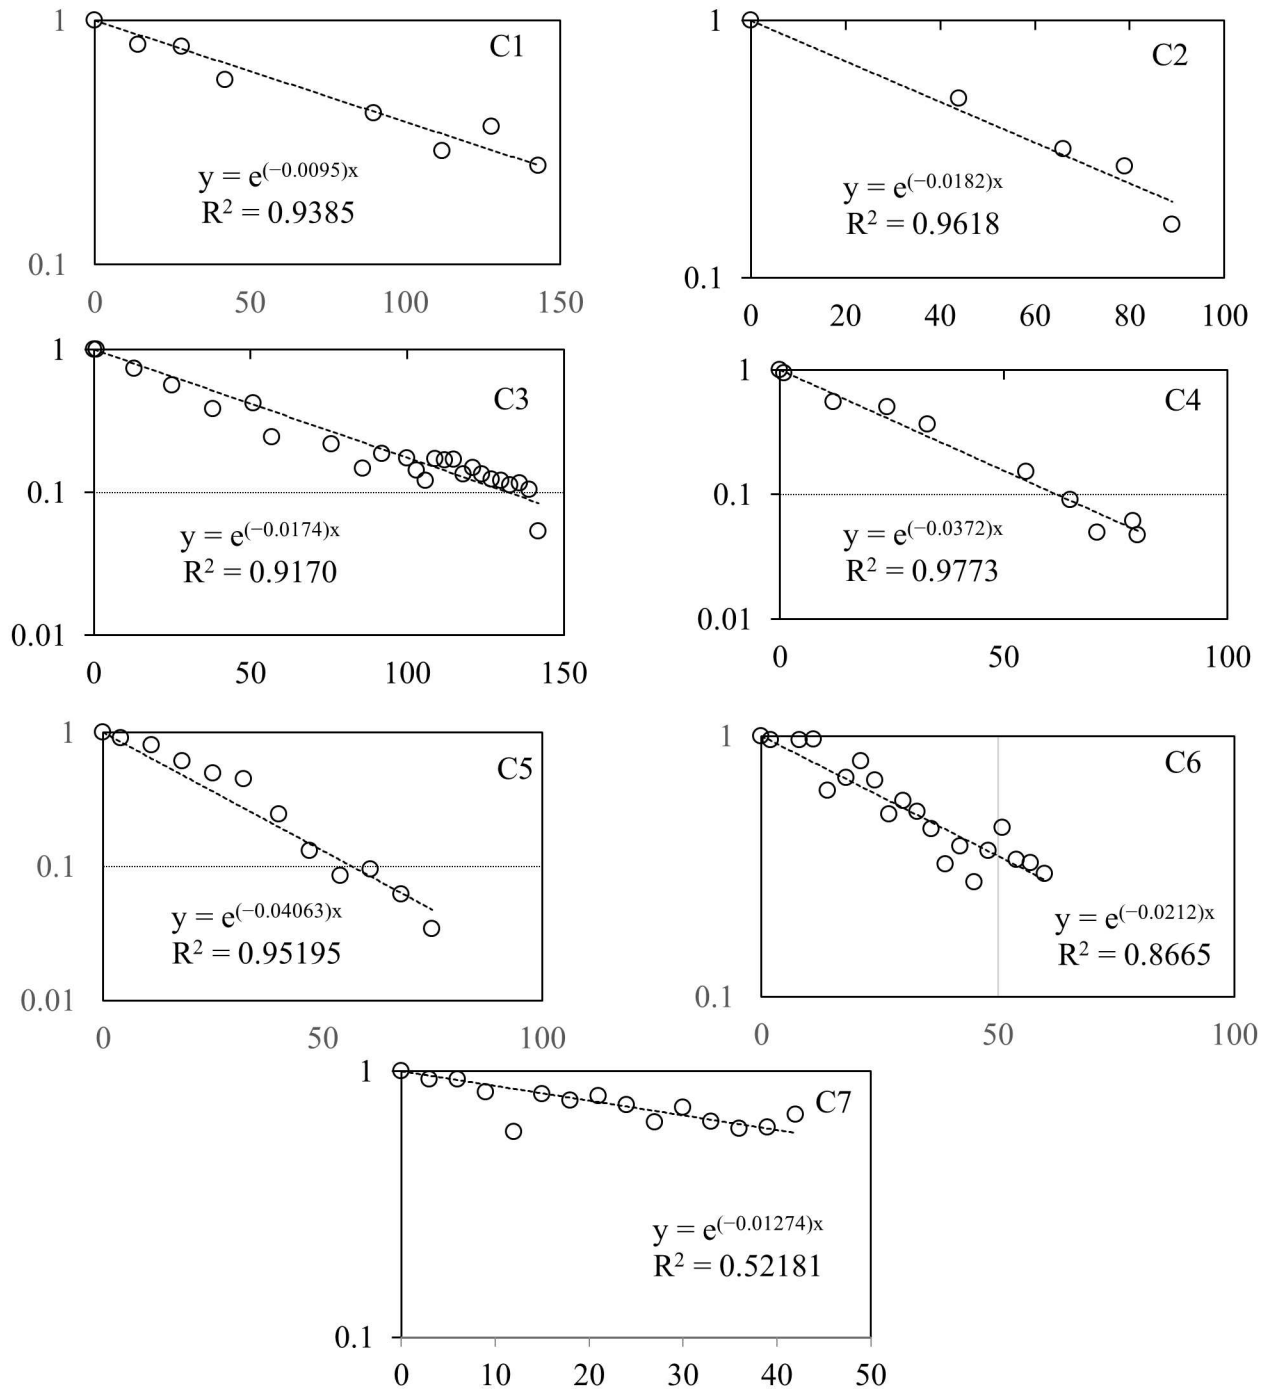 1
C1
y = e^(−0.0095)x
R² = 0.9385
0.1
0 50 100 150
1
C2
y = e^(−0.0182)x
R² = 0.9618
0.1
0 20 40 60 80 100
1
C3
0.1
y = e^(−0.0174)x
R² = 0.9170
0.01
0 50 100 150
1
C4
0.1
y = e^(−0.0372)x
R² = 0.9773
0.01
0 50 100
1
C5
0.1
y = e^(−0.04063)x
R² = 0.95195
0.01
0 50 100
1
C6
y = e^(−0.0212)x
R² = 0.8665
0.1
0 50 100
1
C7
y = e^(−0.01274)x
R² = 0.52181
0.1
0 10 20 30 40 50